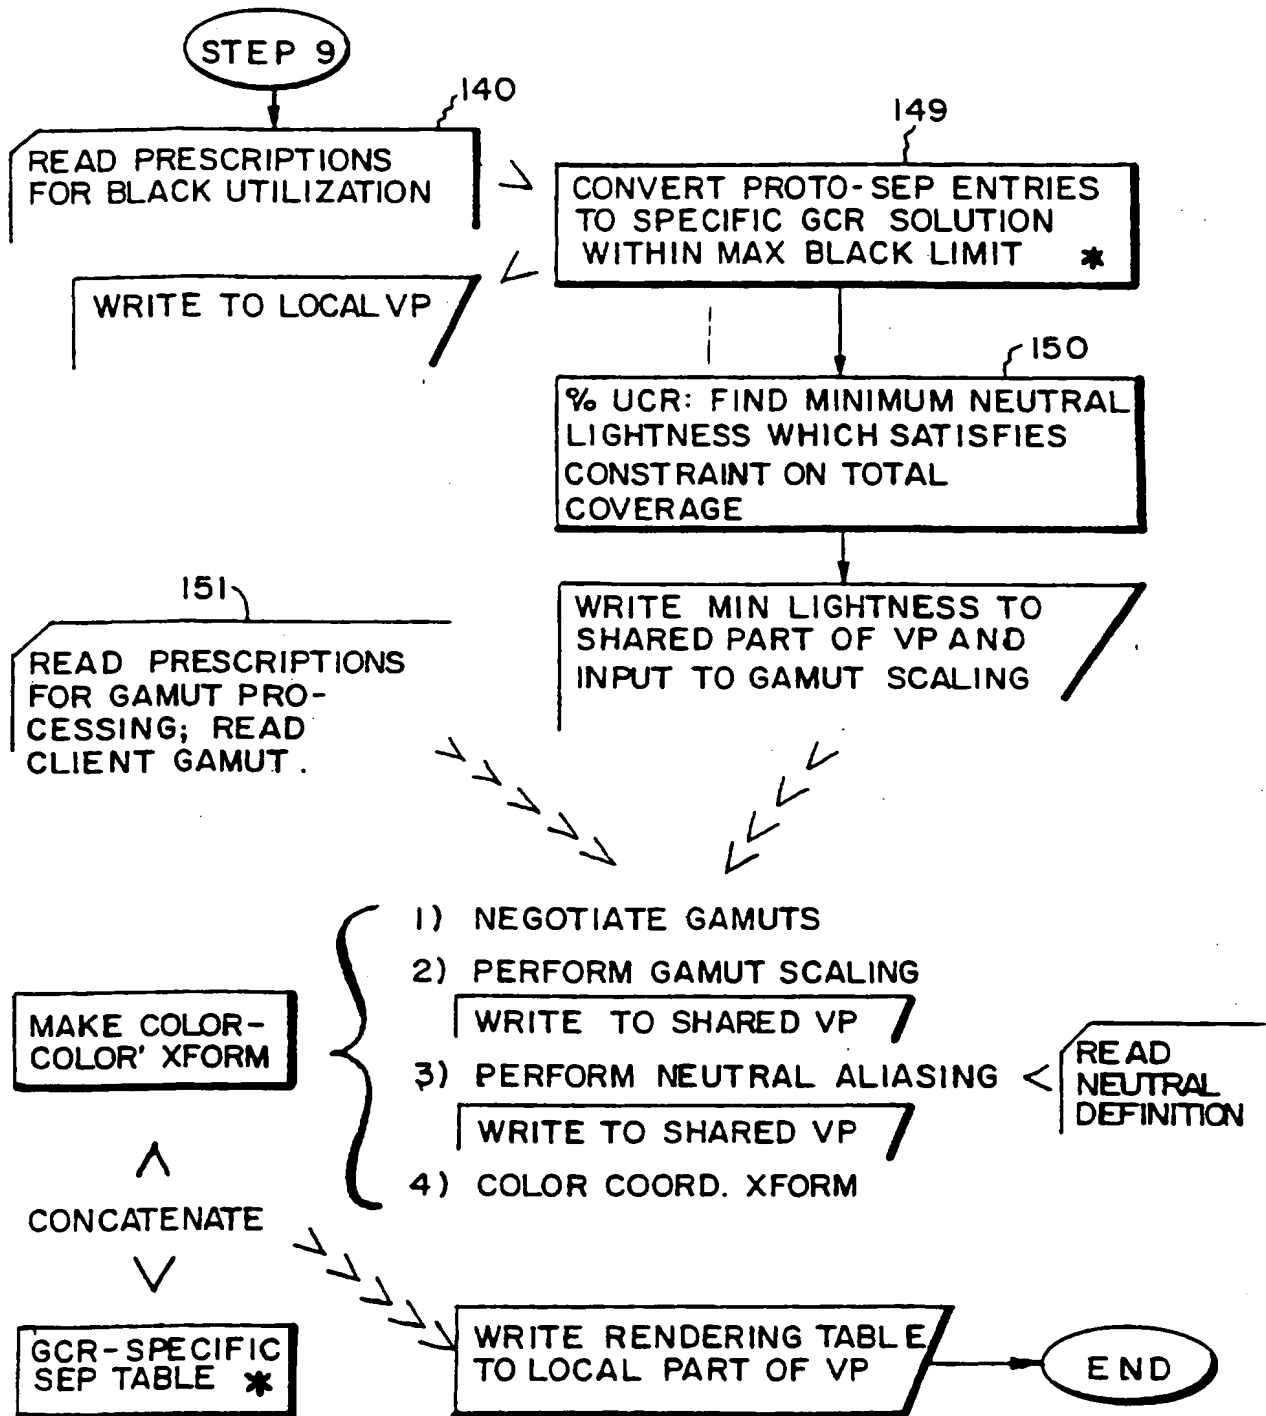 STEP 9
140
READ PRESCRIPTIONS
FOR BLACK UTILIZATION
149
CONVERT PROTO-SEP ENTRIES
TO SPECIFIC GCR SOLUTION
WITHIN MAX BLACK LIMIT *
WRITE TO LOCAL VP
150
% UCR: FIND MINIMUM NEUTRAL
LIGHTNESS WHICH SATISFIES
CONSTRAINT ON TOTAL
COVERAGE
WRITE MIN LIGHTNESS TO
SHARED PART OF VP AND
INPUT TO GAMUT SCALING
151
READ PRESCRIPTIONS
FOR GAMUT PRO-
CESSING; READ
CLIENT GAMUT.
1) NEGOTIATE GAMUTS
2) PERFORM GAMUT SCALING
WRITE TO SHARED VP
3) PERFORM NEUTRAL ALIASING
WRITE TO SHARED VP
4) COLOR COORD. XFORM
READ
NEUTRAL
DEFINITION
MAKE COLOR-
COLOR' XFORM
CONCATENATE
GCR-SPECIFIC
SEP TABLE *
WRITE RENDERING TABLE
TO LOCAL PART OF VP
END